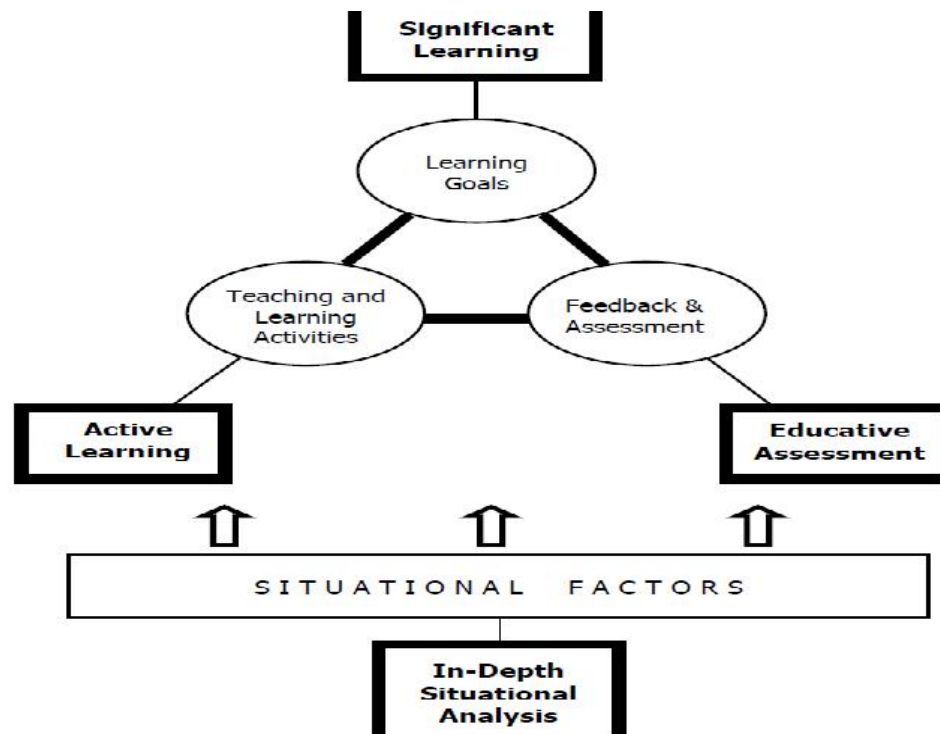 Significant
Learning
Learning
Goals
Teaching and
Learning
Activities
Feedback &
Assessment
Active
Learning
Educative
Assessment
SITUATIONAL FACTORS
In-Depth
Situational
Analysis